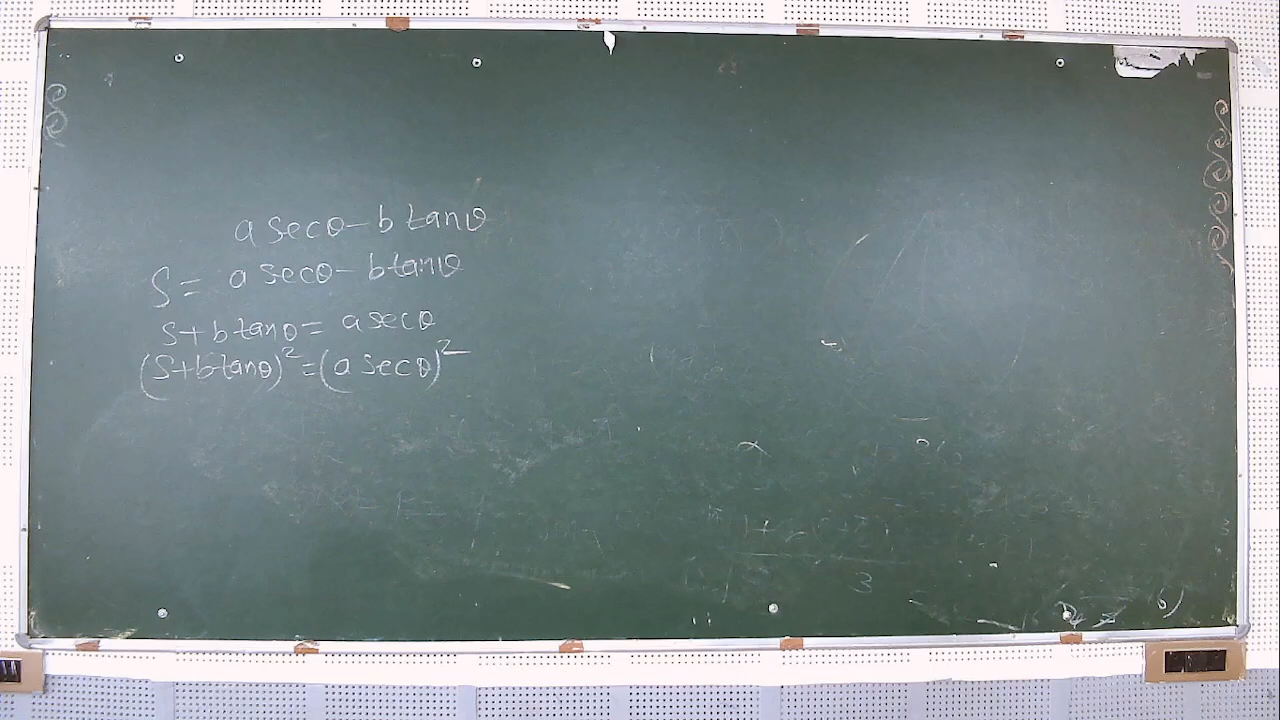 a secθ - b tanθ
S = a secθ - b tanθ
S + b tanθ = a secθ
(S + b tanθ)² = (a secθ)²